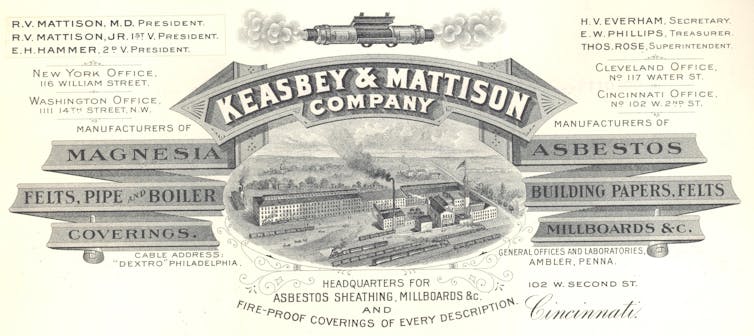 R.V. MATTISON, M.D. PRESIDENT.
R.V. MATTISON, JR. 1ST V. PRESIDENT.
E.H. HAMMER, 2D V. PRESIDENT.
NEW YORK OFFICE,
116 WILLIAM STREET.
WASHINGTON OFFICE,
1111 14TH STREET, N.W.
MANUFACTURERS OF
MAGNESIA
FELTS, PIPE AND BOILER
COVERINGS.
CABLE ADDRESS:
"DEXTRO" PHILADELPHIA.
KEASBEY & MATTISON
COMPANY
HEADQUARTERS FOR
ASBESTOS SHEATHING, MILLBOARDS &c.
AND
FIRE-PROOF COVERINGS OF EVERY DESCRIPTION.
H.V. EVERHAM, SECRETARY.
E.W. PHILLIPS, TREASURER.
THOS. ROSE, SUPERINTENDENT.
CLEVELAND OFFICE,
NO 117 WATER ST.
CINCINNATI OFFICE,
NO 102 W. 2ND ST.
MANUFACTURERS OF
ASBESTOS
BUILDING PAPERS, FELTS
MILLBOARDS &c.
GENERAL OFFICES AND LABORATORIES,
AMBLER, PENNA.
102 W. SECOND ST.
Cincinnati.